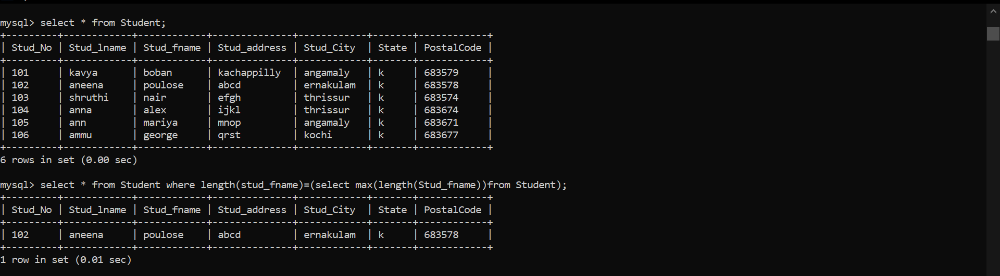 mysql> select * from Student;
+---------+------------+------------+--------------+------------+-------+------------+
| Stud_No | Stud_lname | Stud_fname | Stud_address | Stud_City  | State | PostalCode |
+---------+------------+------------+--------------+------------+-------+------------+
| 101     | kavya      | boban      | kachappilly  | angamaly   | k     | 683579     |
| 102     | aneena     | poulose    | abcd         | ernakulam  | k     | 683578     |
| 103     | shruthi    | nair       | efgh         | thrissur   | k     | 683574     |
| 104     | anna       | alex       | ijkl         | thrissur   | k     | 683674     |
| 105     | ann        | mariya     | mnop         | angamaly   | k     | 683671     |
| 106     | ammu       | george     | qrst         | kochi      | k     | 683677     |
+---------+------------+------------+--------------+------------+-------+------------+
6 rows in set (0.00 sec)

mysql> select * from Student where length(stud_fname)=(select max(length(Stud_fname))from Student);
+---------+------------+------------+--------------+------------+-------+------------+
| Stud_No | Stud_lname | Stud_fname | Stud_address | Stud_City  | State | PostalCode |
+---------+------------+------------+--------------+------------+-------+------------+
| 102     | aneena     | poulose    | abcd         | ernakulam  | k     | 683578     |
+---------+------------+------------+--------------+------------+-------+------------+
1 row in set (0.01 sec)